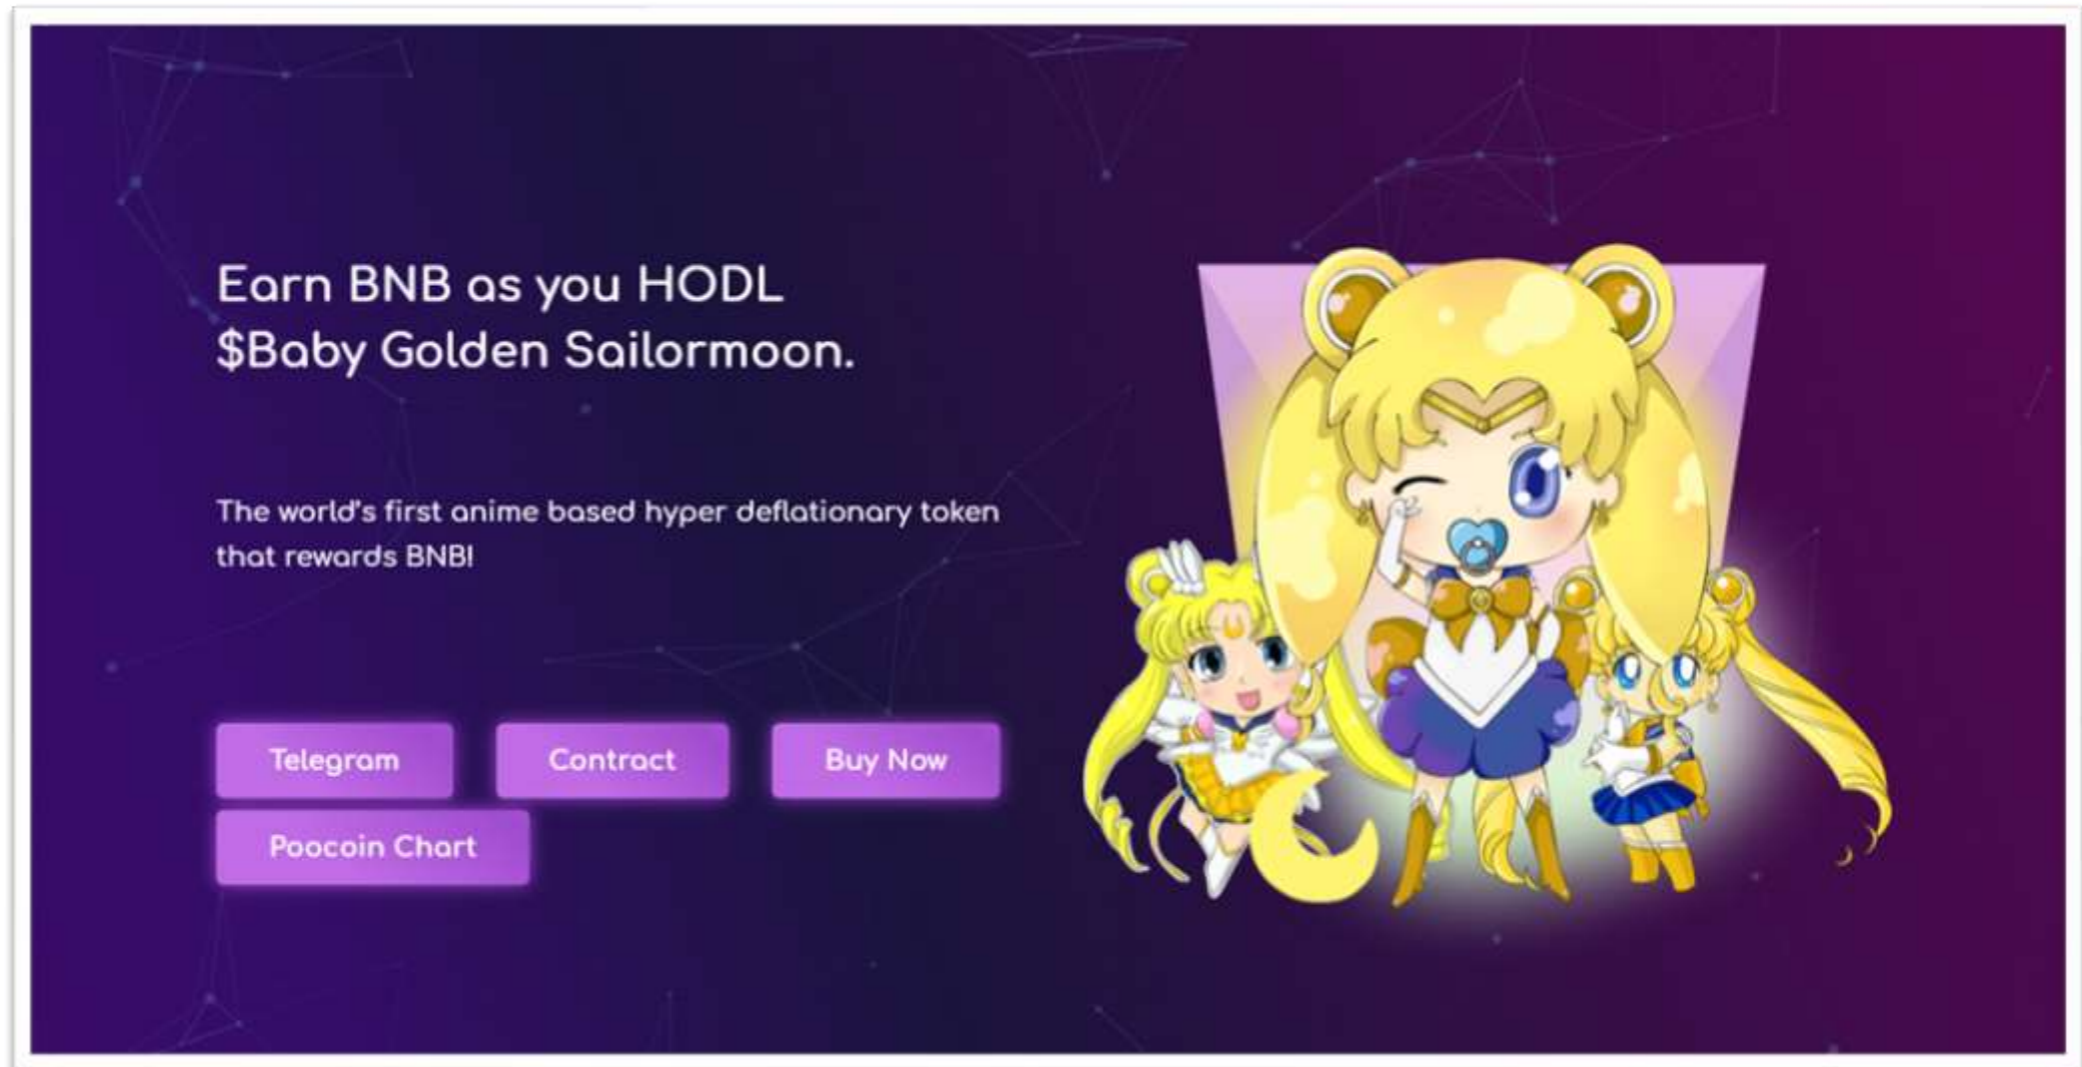 Earn BNB as you HODL
$Baby Golden Sailormoon.
The world's first anime based hyper deflationary token
that rewards BNB!
Telegram
Contract
Buy Now
Poocoin Chart